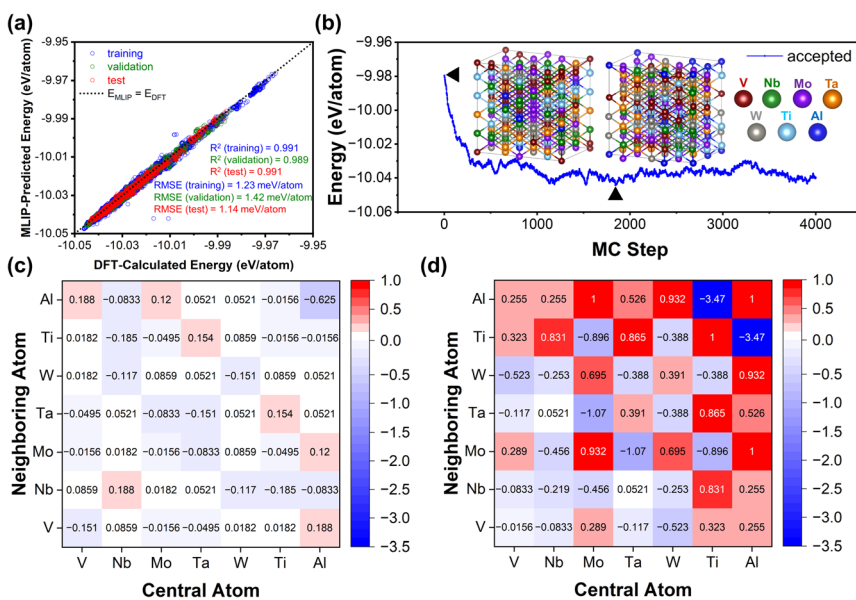 (a)
-9.95
-9.97
-9.99
-10.01
-10.03
-10.05
MLIP-Predicted Energy (eV/atom)
training
validation
test
E_MLIP = E_DFT
R² (training) = 0.991
R² (validation) = 0.989
R² (test) = 0.991
RMSE (training) = 1.23 meV/atom
RMSE (validation) = 1.42 meV/atom
RMSE (test) = 1.14 meV/atom
-10.05 -10.03 -10.01 -9.99 -9.97 -9.95
DFT-Calculated Energy (eV/atom)
(b)
-9.96
-9.98
-10.00
-10.02
-10.04
-10.06
Energy (eV/atom)
accepted
V Nb Mo Ta
W Ti Al
0 1000 2000 3000 4000
MC Step
(c)
Neighboring Atom
Al 0.188 −0.0833 0.12 0.0521 0.0521 −0.0156 −0.625
Ti 0.0182 −0.185 −0.0495 0.154 0.0859 −0.0156 −0.0156
W 0.0182 −0.117 0.0859 0.0521 −0.151 0.0859 0.0521
Ta −0.0495 0.0521 −0.0833 −0.151 0.0521 0.154 0.0521
Mo −0.0156 0.0182 −0.0156 −0.0833 0.0859 −0.0495 0.12
Nb 0.0859 0.188 0.0182 0.0521 −0.117 −0.185 −0.0833
V −0.151 0.0859 −0.0156 −0.0495 0.0182 0.0182 0.188
V Nb Mo Ta W Ti Al
Central Atom
1.0
0.5
0.0
-0.5
-1.0
-1.5
-2.0
-2.5
-3.0
-3.5
(d)
Neighboring Atom
Al 0.255 0.255 1 0.526 0.932 −3.47 1
Ti 0.323 0.831 −0.896 0.865 −0.388 1 −3.47
W −0.523 −0.253 0.695 −0.388 0.391 −0.388 0.932
Ta −0.117 0.0521 −1.07 0.391 −0.388 0.865 0.526
Mo 0.289 −0.456 0.932 −1.07 0.695 −0.896 1
Nb −0.0833 −0.219 −0.456 0.0521 −0.253 0.831 0.255
V −0.0156 −0.0833 0.289 −0.117 −0.523 0.323 0.255
V Nb Mo Ta W Ti Al
Central Atom
1.0
0.5
0.0
-0.5
-1.0
-1.5
-2.0
-2.5
-3.0
-3.5